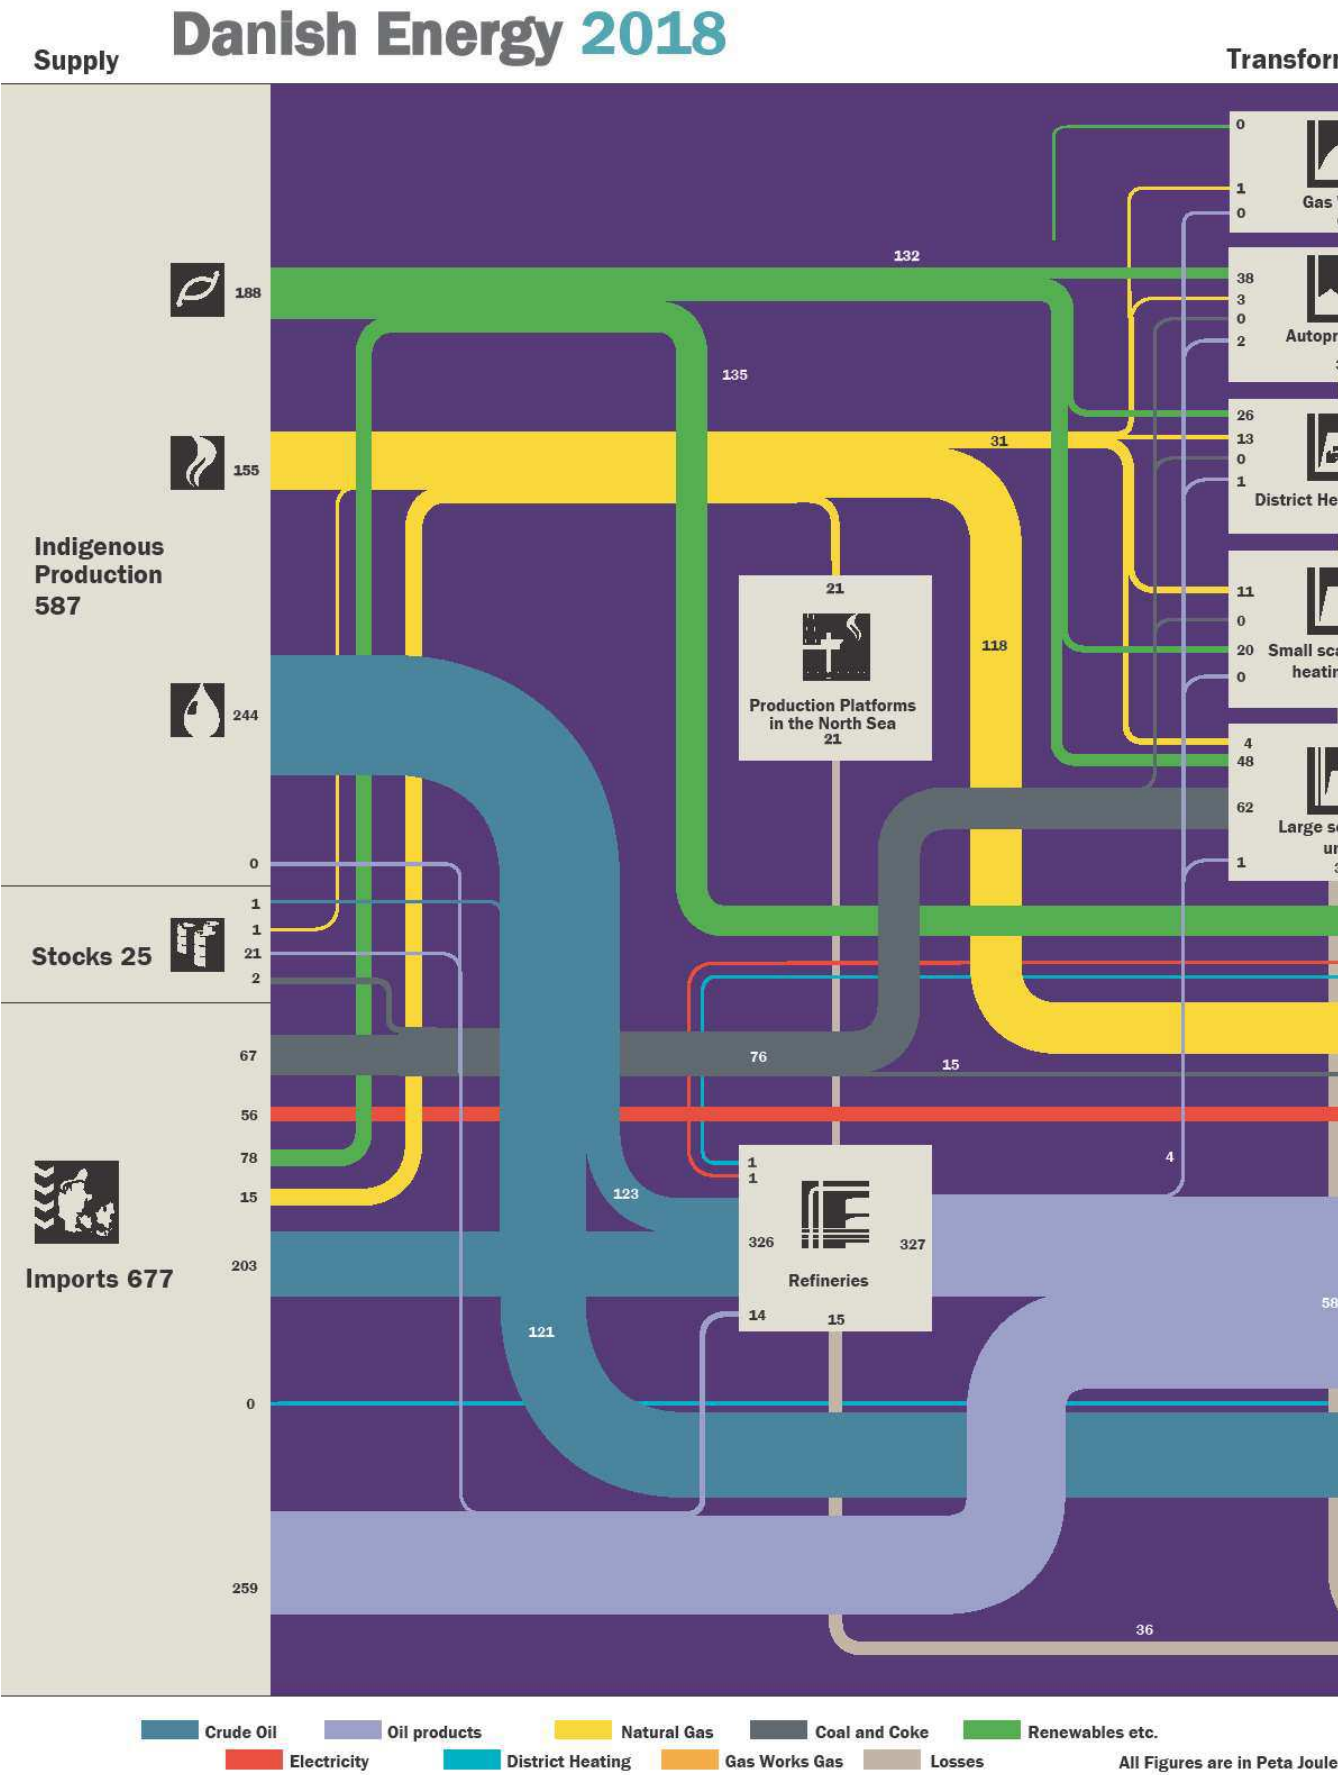 Danish Energy 2018
Supply
Transfor
0
1
0
Gas
132
188
38
3
0
2
Autopr
135
26
13
0
1
District He
31
155
Indigenous
Production
587
21
Production Platforms
in the North Sea
21
118
11
0
20 Small sca
heatin
0
244
4
48
62
Large s
ur
1
0
1
1
Stocks 25
21
2
67
76
15
56
78
15
1
1
4
123
203
326
327
Refineries
Imports 677
14
15
58
121
0
259
36
Crude Oil
Oil products
Natural Gas
Coal and Coke
Renewables etc.
Electricity
District Heating
Gas Works Gas
Losses
All Figures are in Peta Joule